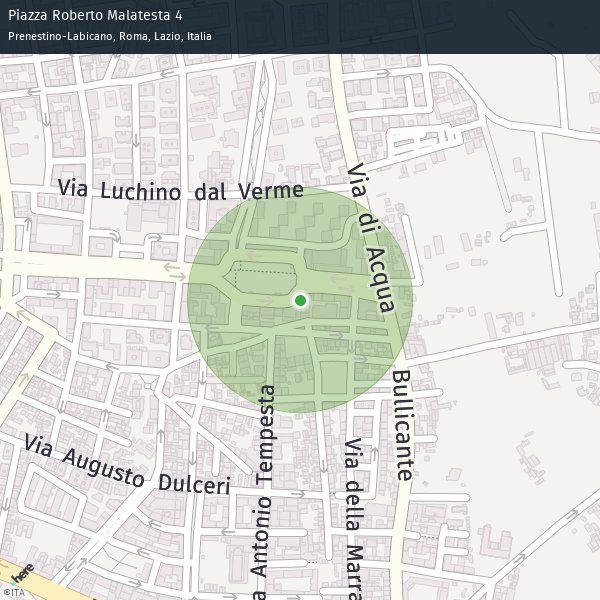 Piazza Roberto Malatesta 4
Prenestino-Labicano, Roma, Lazio, Italia
Via Luchino dal Verme
Via di Acqua
Bullicante
Via Augusto Dulceri
a Antonio Tempesta
Via della Marra
here
©ITA